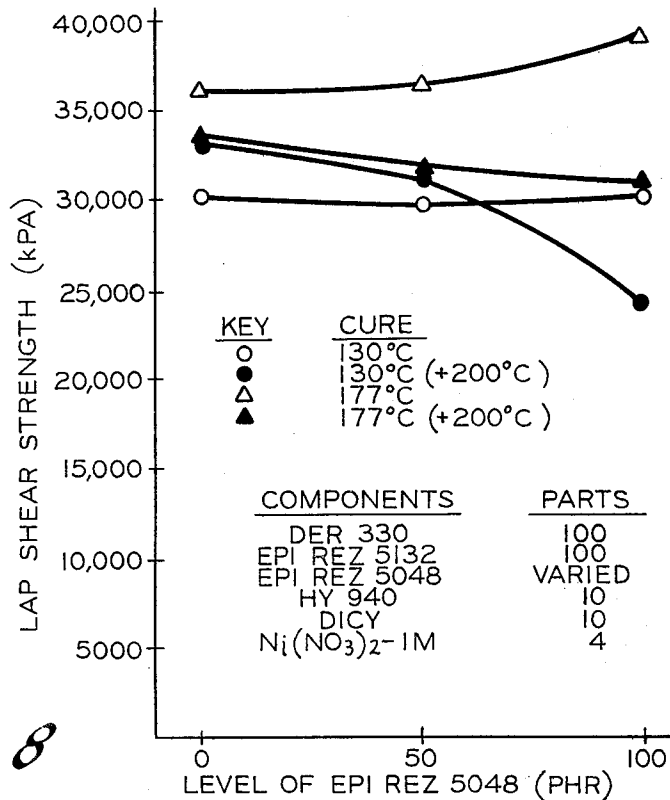 40,000
35,000
30,000
25,000
20,000
15,000
10,000
5000
LAP SHEAR STRENGTH (kPA)
KEY CURE
130°C
130°C (+200°C)
177°C
177°C (+200°C)
COMPONENTS PARTS
DER 330 100
EPI REZ 5132 100
EPI REZ 5048 VARIED
HY 940 10
DICY 10
Ni(NO3)2-1M 4
0 50 100
LEVEL OF EPI REZ 5048 (PHR)